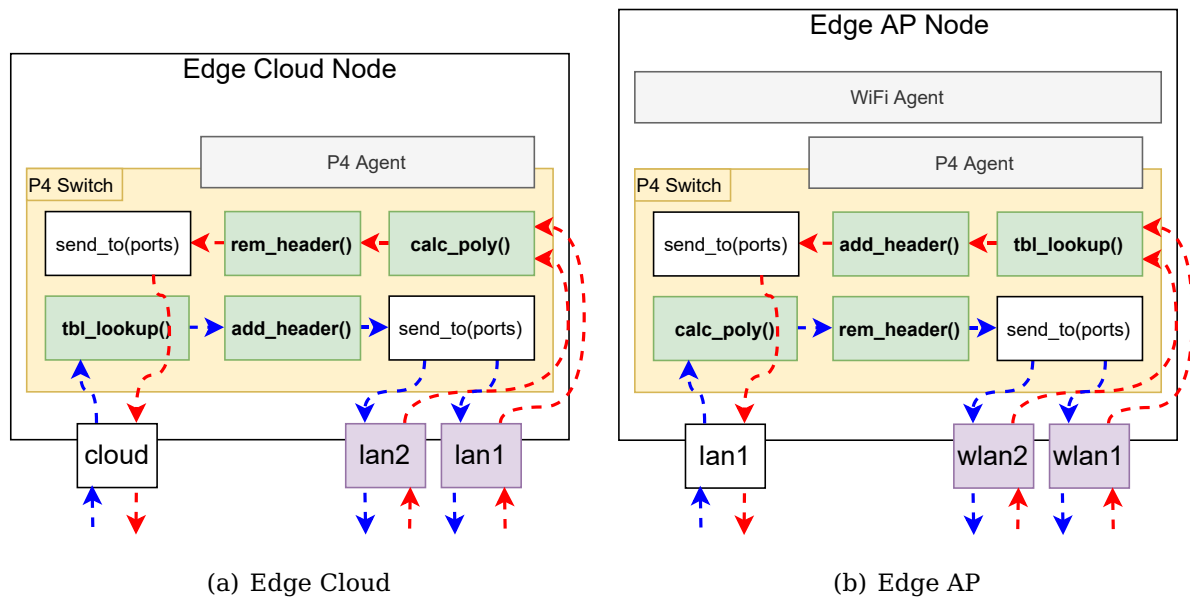 Edge Cloud Node
P4 Agent
P4 Switch
send_to(ports)
rem_header()
calc_poly()
tbl_lookup()
add_header()
send_to(ports)
cloud
lan2
lan1
(a) Edge Cloud
Edge AP Node
WiFi Agent
P4 Agent
P4 Switch
send_to(ports)
add_header()
tbl_lookup()
calc_poly()
rem_header()
send_to(ports)
lan1
wlan2
wlan1
(b) Edge AP